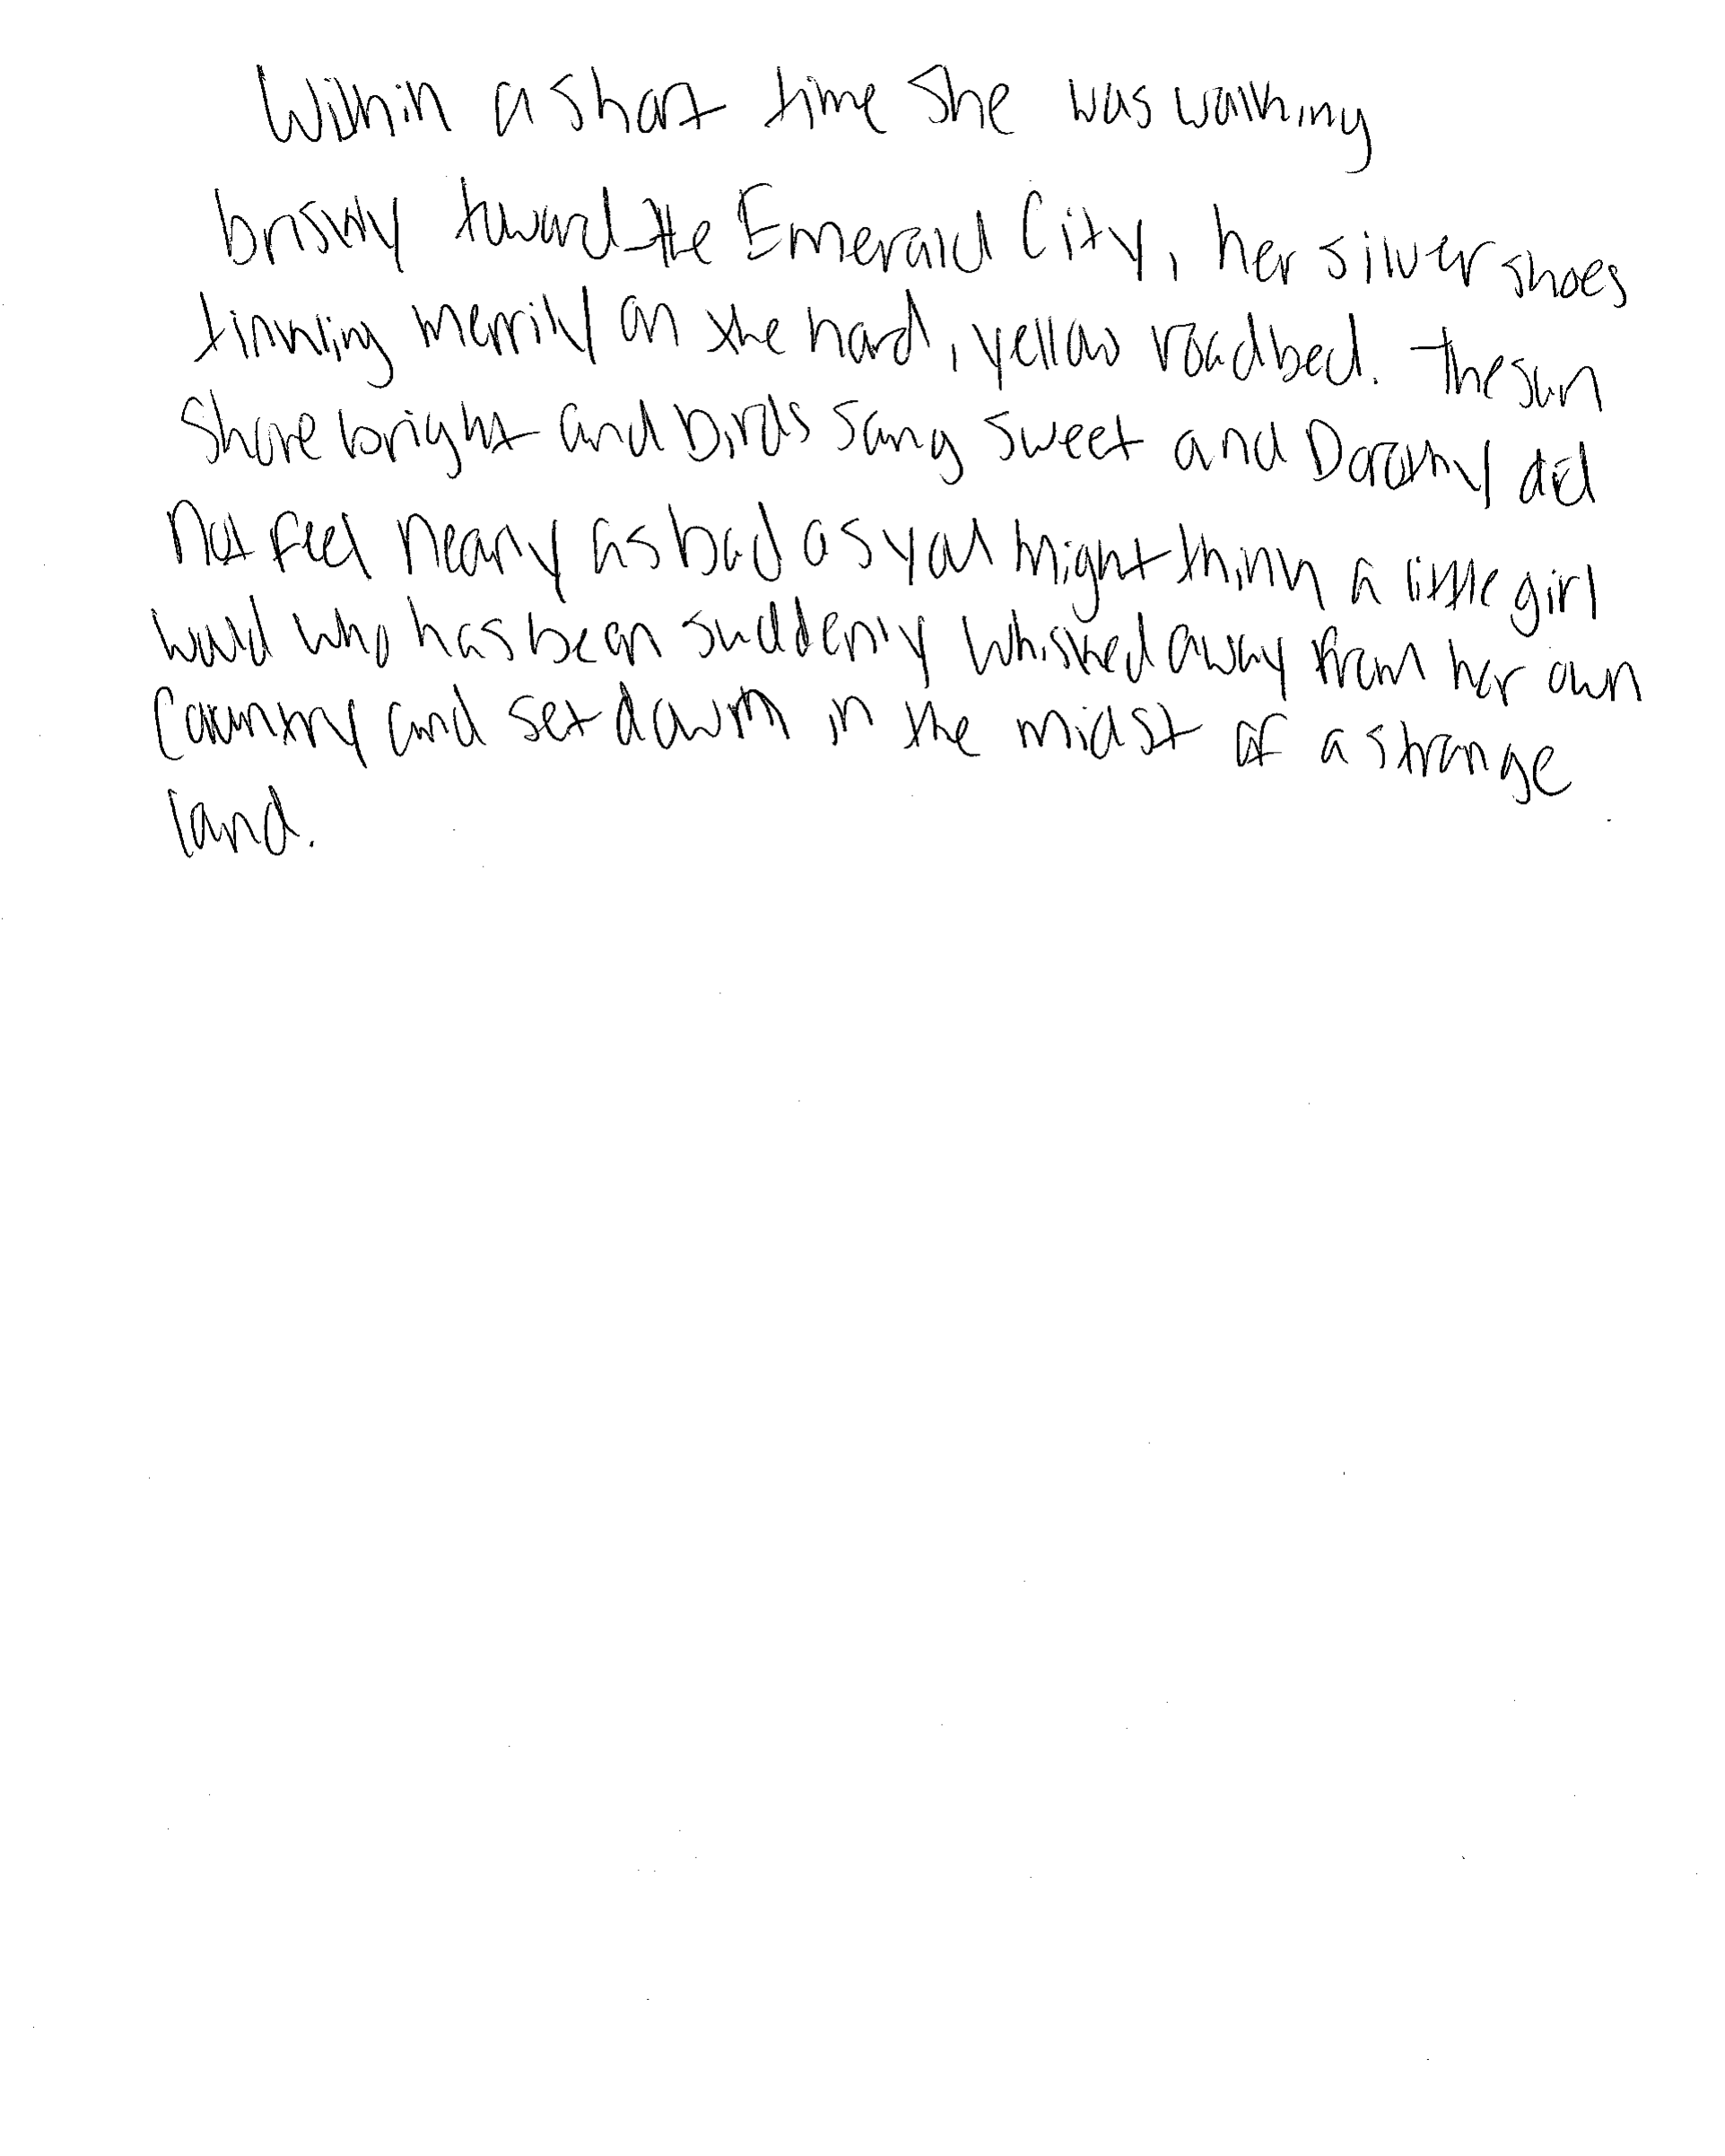 Within a short time she was walking
briskly toward the Emerald City, her silver shoes
tinkling merrily on the hard, yellow roadbed. The sun
shone bright and birds sang sweet and Dorothy did
not feel nearly as bad as you might think a little girl
would who has been suddenly whisked away from her own
country and set down in the midst of a strange
land.